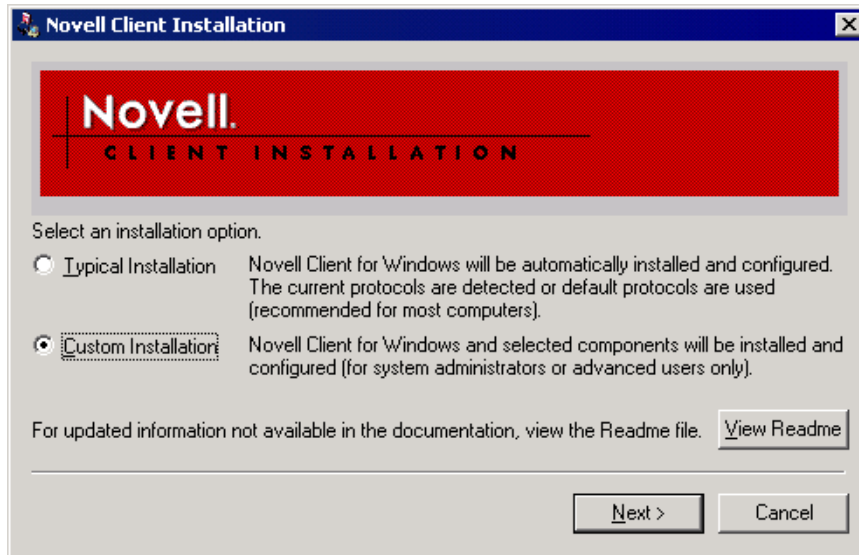 Novell Client Installation
Novell.
CLIENT INSTALLATION
Select an installation option.
Typical Installation
Novell Client for Windows will be automatically installed and configured.
The current protocols are detected or default protocols are used
(recommended for most computers).
Custom Installation
Novell Client for Windows and selected components will be installed and
configured (for system administrators or advanced users only).
For updated information not available in the documentation, view the Readme file.
View Readme
Next >
Cancel